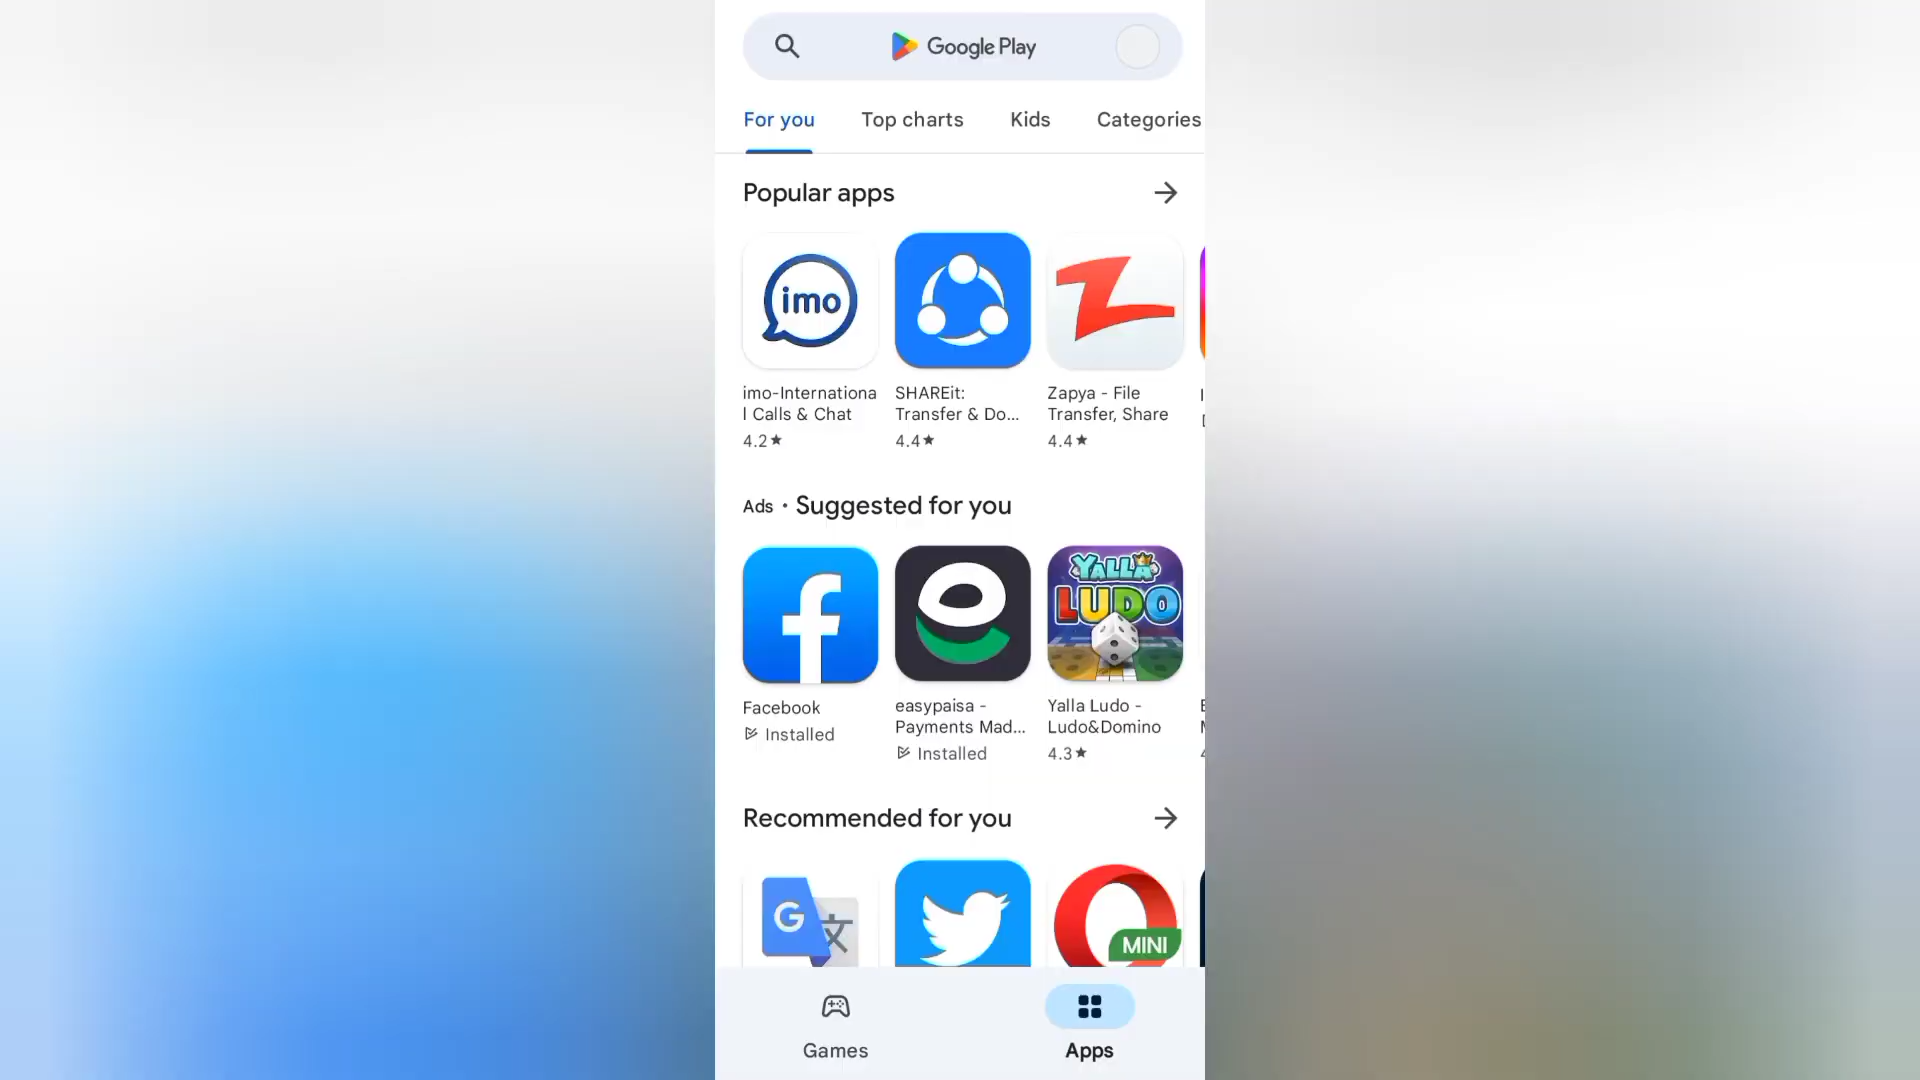 Google Play
For you Top charts Kids Categories
Popular apps
imo
imo-Internationa
l Calls & Chat
4.2★
SHAREit:
Transfer & Do...
4.4★
Zapya - File
Transfer, Share
4.4★
Ads • Suggested for you
YALLA
LUDO
Facebook
Installed
easypaisa -
Payments Mad...
Installed
Yalla Ludo -
Ludo&Domino
4.3★
Recommended for you
G 文
MINI
Games Apps